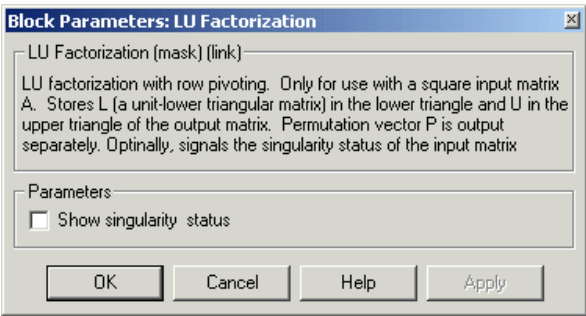 Block Parameters: LU Factorization
LU Factorization (mask) (link)
LU factorization with row pivoting.  Only for use with a square input matrix
A.  Stores L (a unit-lower triangular matrix) in the lower triangle and U in the
upper triangle of the output matrix.  Permutation vector P is output
separately. Optinally, signals the singularity status of the input matrix
Parameters
Show singularity  status
OK
Cancel
Help
Apply